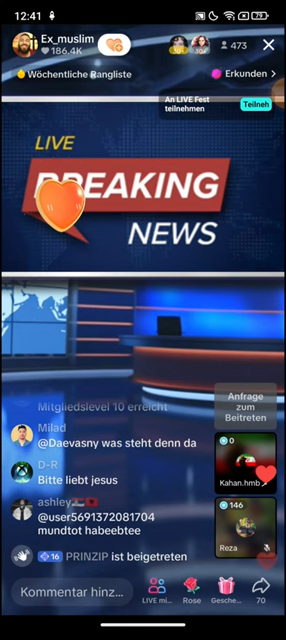 12:41
79
Ex_muslim
186.4K
473
Wöchentliche Rangliste
Erkunden >
An LIVE Fest
teilnehmen
Teilneh
LIVE
BREAKING
NEWS
Mitgliedslevel 10 erreicht
Anfrage
zum
Beitreten
Milad
@Daevasny was steht denn da
0
D-R
Bitte liebt jesus
Kahan.hmb
ashley
@user5691372081704
mundtot habeebtee
146
Reza
16 PRINZIP ist beigetreten
Kommentar hinz...
LIVE mi...
Rose
Gesche...
70